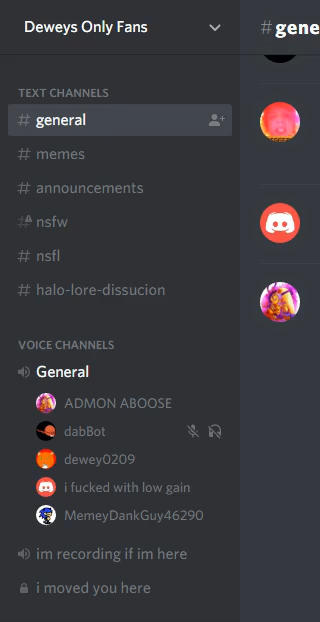 Deweys Only Fans
# gene
TEXT CHANNELS
# general
# memes
# announcements
# nsfw
# nsfl
# halo-lore-dissucion
VOICE CHANNELS
General
ADMON ABOOSE
dabBot
dewey0209
i fucked with low gain
MemeyDankGuy46290
im recording if im here
i moved you here